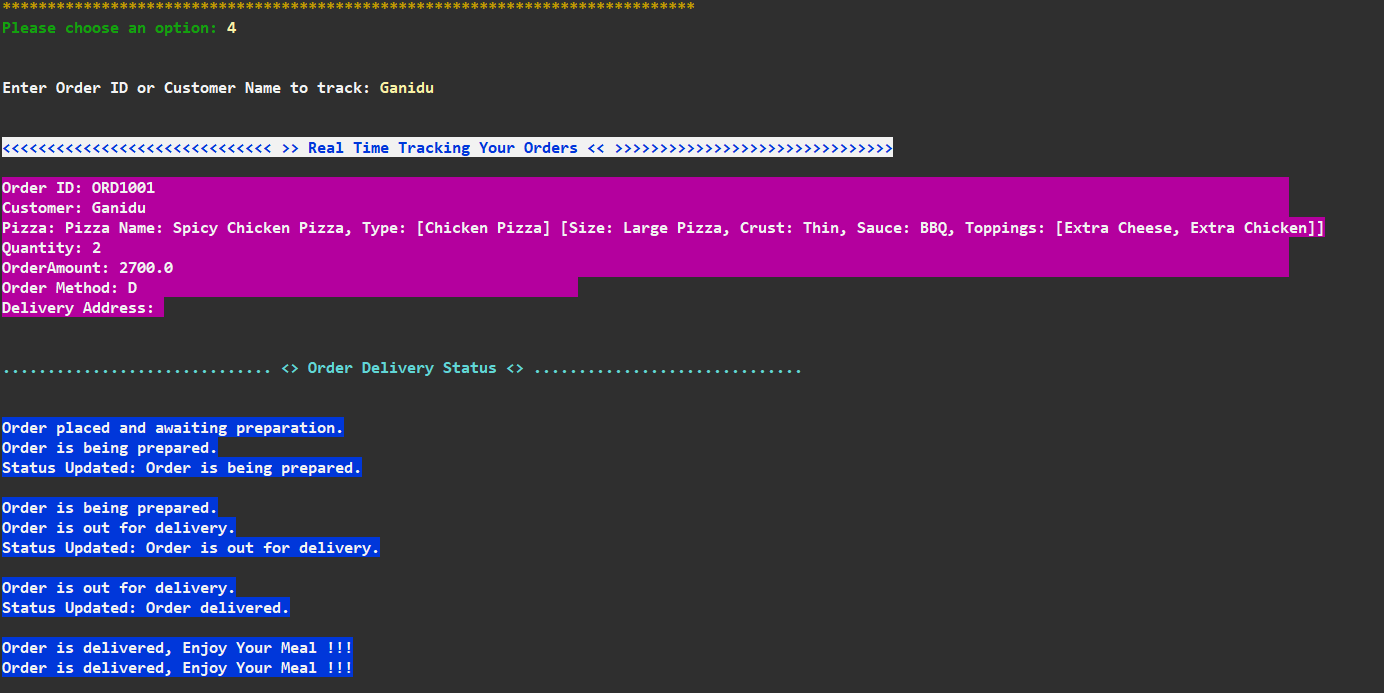 *****************************************************************************
Please choose an option: 4
Enter Order ID or Customer Name to track: Ganidu
<<<<<<<<<<<<<<<<<<<<<<<<<<<<<< >> Real Time Tracking Your Orders << >>>>>>>>>>>>>>>>>>>>>>>>>>>>>>>
Order ID: ORD1001
Customer: Ganidu
Pizza: Pizza Name: Spicy Chicken Pizza, Type: [Chicken Pizza] [Size: Large Pizza, Crust: Thin, Sauce: BBQ, Toppings: [Extra Cheese, Extra Chicken]]
Quantity: 2
OrderAmount: 2700.0
Order Method: D
Delivery Address:
.............................. <> Order Delivery Status <> ..............................
Order placed and awaiting preparation.
Order is being prepared.
Status Updated: Order is being prepared.
Order is being prepared.
Order is out for delivery.
Status Updated: Order is out for delivery.
Order is out for delivery.
Status Updated: Order delivered.
Order is delivered, Enjoy Your Meal !!!
Order is delivered, Enjoy Your Meal !!!